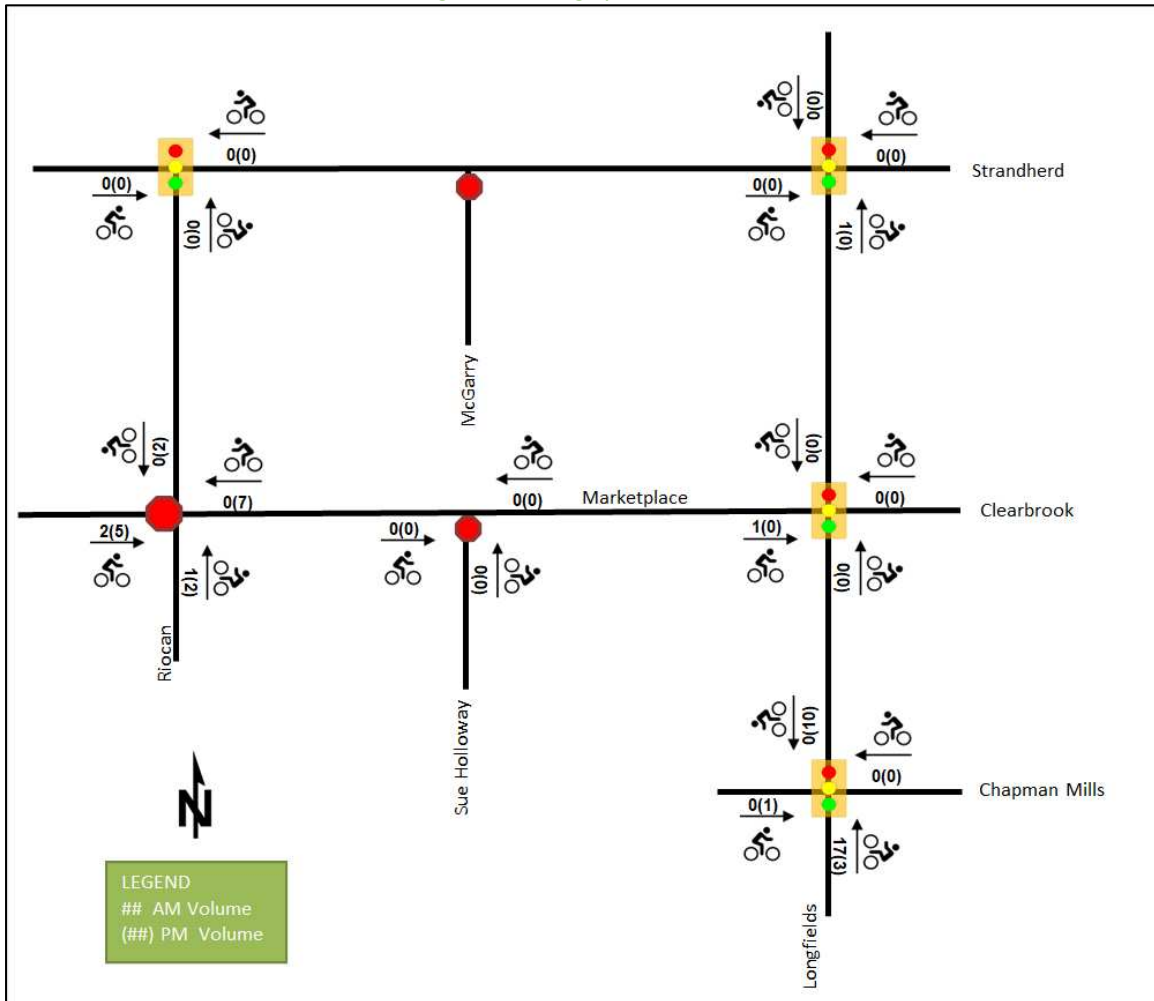 0(0)
0(0)
0(0)
0(0)
0(0)
0(0)
0(0)
1(0)
Strandherd
McGarry
0(2)
0(7)
2(5)
1(2)
Riocan
0(0)
Marketplace
0(0)
0(0)
Sue Holloway
0(0)
0(0)
1(0)
0(0)
Clearbrook
0(10)
0(0)
0(1)
17(3)
Chapman Mills
Longfields
N
LEGEND
## AM Volume
(##) PM Volume